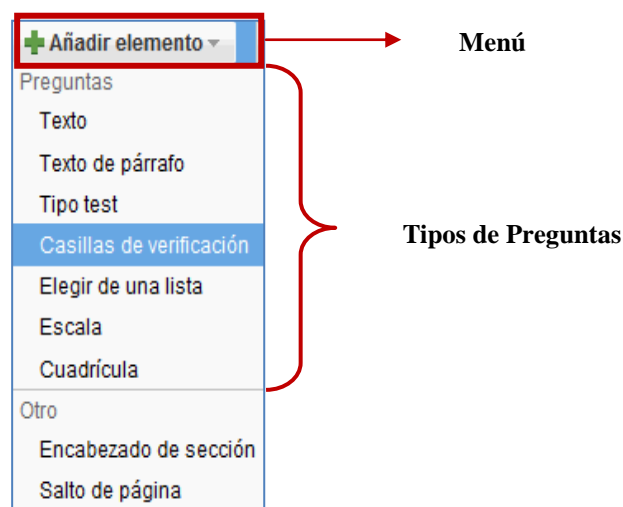 Añadir elemento
Menú
Preguntas
Texto
Texto de párrafo
Tipo test
Casillas de verificación
Tipos de Preguntas
Elegir de una lista
Escala
Cuadrícula
Otro
Encabezado de sección
Salto de página